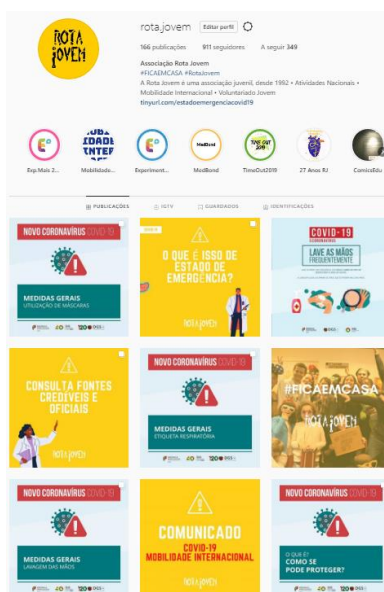 ROTA
JOVEM
rota.jovem Editar perfil
166 publicações 911 seguidores A seguir 349
Associação Rota Jovem
#FICAEMCASA #RotaJovem
A Rota Jovem é uma associação juvenil, desde 1992 • Atividades Nacionais •
Mobilidade Internacional • Voluntariado Jovem
tinyurl.com/estadoemergenciacovid19
Erp Mais 2... Mobilidade... Experiment... MedBond TimeOut2019 27 Anos RJ ComicsEdu
PUBLICAÇÕES IGTV GUARDADOS IDENTIFICAÇÕES
NOVO CORONAVÍRUS COVID-19
MEDIDAS GERAIS
UTILIZAÇÃO DE MÁSCARAS
O QUE É ISSO DE
ESTADO DE
EMERGÊNCIA?
ROTA JOVEM
COVID-19
LAVE AS MÃOS
FREQUENTEMENTE
CONSULTA FONTES
CREDÍVEIS E
OFICIAIS
ROTA JOVEM
NOVO CORONAVÍRUS COVID-19
MEDIDAS GERAIS
ETIQUETA RESPIRATÓRIA
#FICAEMCASA
ROTA JOVEM
NOVO CORONAVÍRUS COVID-19
MEDIDAS GERAIS
LAVAGEM DAS MÃOS
COMUNICADO
COVID-19
MOBILIDADE INTERNACIONAL
ROTA JOVEM
NOVO CORONAVÍRUS COVID-19
O QUE É?
COMO SE
PODE PROTEGER?